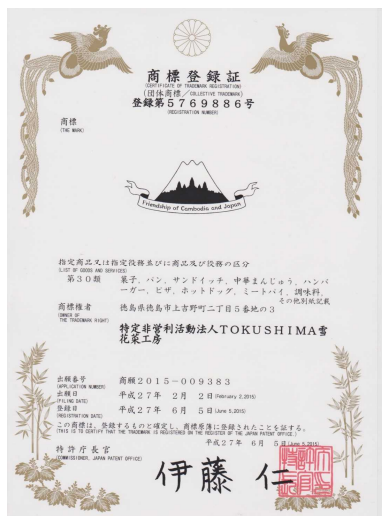 商標登録証
(CERTIFICATE OF TRADEMARK REGISTRATION)
(団体商標/COLLECTIVE TRADEMARK)
登録第5769886号
(REGISTRATION NUMBER)
商標
(THE MARK)
Friendship of Cambodia and Japan
指定商品又は指定役務並びに商品及び役務の区分
(LIST OF GOODS AND SERVICES)
第30類 菓子、パン、サンドイッチ、中華まんじゅう、ハンバ
ーガー、ピザ、ホットドッグ、ミートパイ、調味料
その他別紙記載
商標権者 徳島県徳島市上吉野町二丁目5番地の3
(OWNER OF
THE TRADEMARK RIGHT)
特定非営利活動法人TOKUSHIMA雪
花菜工房
出願番号 商願2015-009383
(APPLICATION NUMBER)
出願日 平成27年 2月 2日(February 2,2015)
(FILING DATE)
登録日 平成27年 6月 5日(June 5,2015)
(REGISTRATION DATE)
この商標は、登録するものと確定し、商標原簿に登録されたことを証する。
(THIS IS TO CERTIFY THAT THE TRADEMARK IS REGISTERED ON THE REGISTER OF THE JAPAN PATENT OFFICE.)
平成27年 6月 5日(June 5,2015)
特許庁長官
(COMMISSIONER, JAPAN PATENT OFFICE)
伊藤 仁